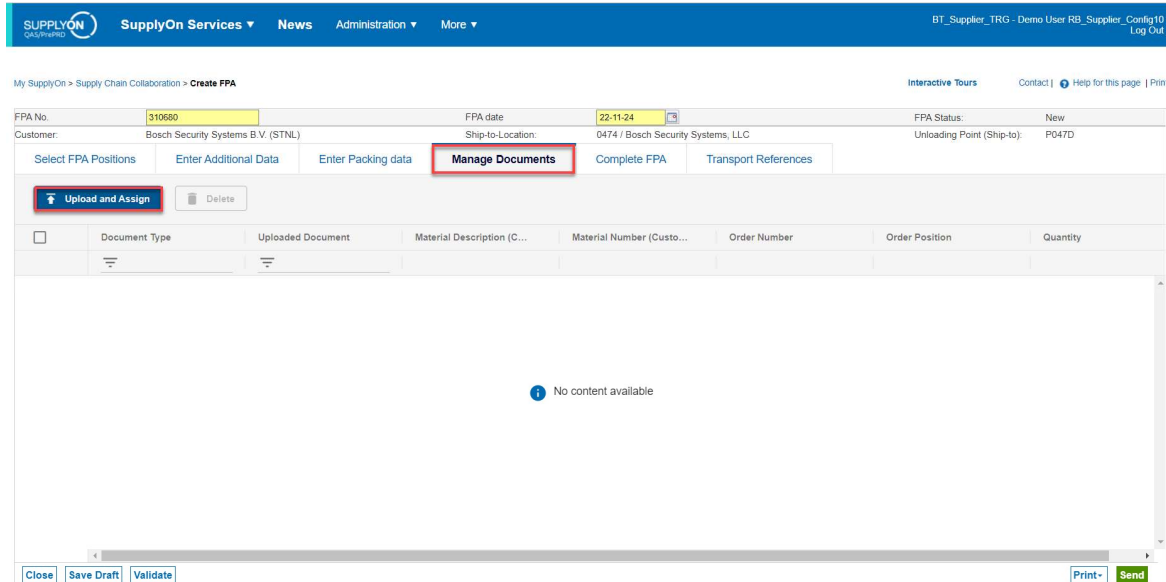 SUPPLYON
QAS/PrePRD
SupplyOn Services ▾ News Administration ▾ More ▾
BT_Supplier_TRG - Demo User RB_Supplier_Config10
Log Out
My SupplyOn > Supply Chain Collaboration > Create FPA
Interactive Tours Contact | Help for this page | Prin
FPA No. 310680 FPA date 22-11-24 FPA Status: New
Customer: Bosch Security Systems B.V. (STNL) Ship-to-Location: 0474 / Bosch Security Systems, LLC Unloading Point (Ship-to): P047D
Select FPA Positions Enter Additional Data Enter Packing data Manage Documents Complete FPA Transport References
Upload and Assign Delete
Document Type Uploaded Document Material Description (C... Material Number (Custo... Order Number Order Position Quantity
No content available
Close Save Draft Validate Print- Send